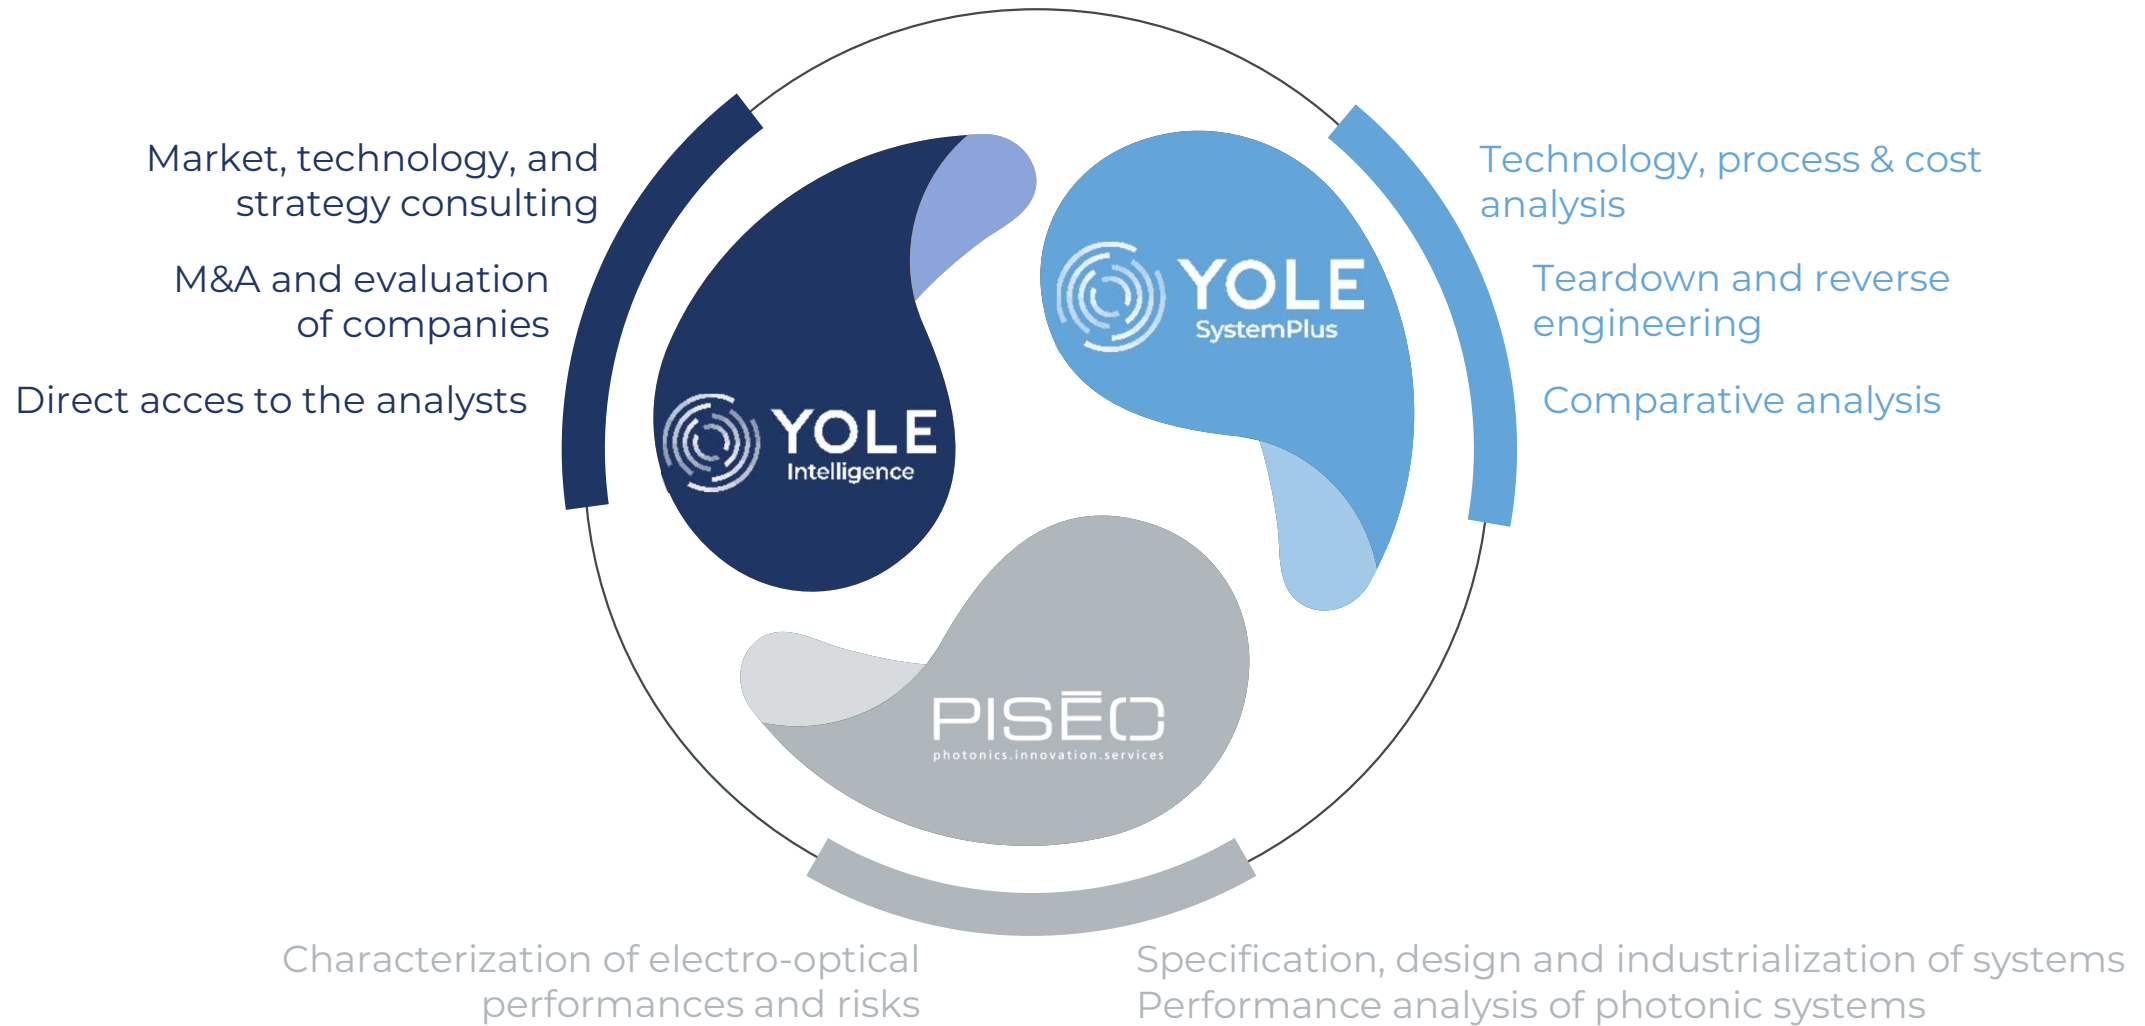 Market, technology, and
strategy consulting
M&A and evaluation
of companies
Direct acces to the analysts
YOLE
Intelligence
YOLE
SystemPlus
Technology, process & cost
analysis
Teardown and reverse
engineering
Comparative analysis
PISĒO
photonics.innovation.services
Characterization of electro-optical
performances and risks
Specification, design and industrialization of systems
Performance analysis of photonic systems